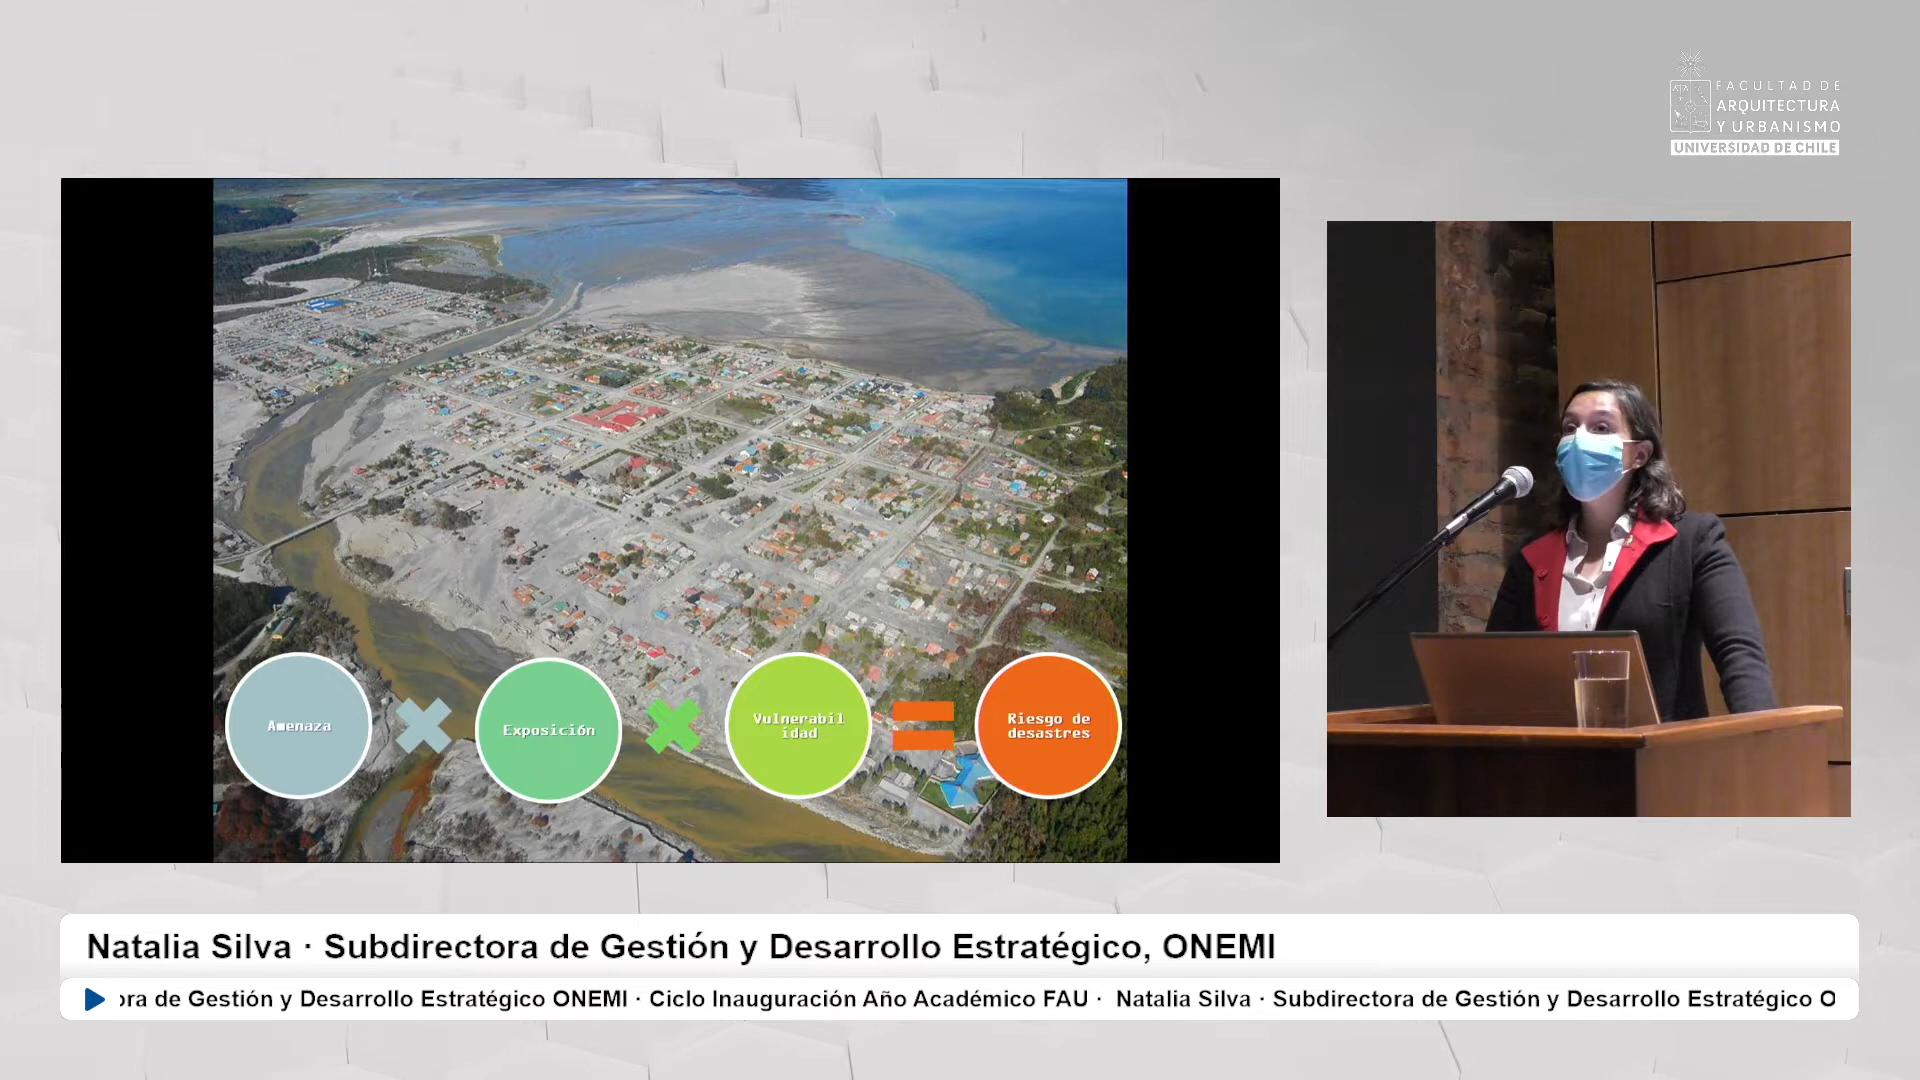 FACULTAD DE
ARQUITECTURA
Y URBANISMO
UNIVERSIDAD DE CHILE
Amenaza
Exposición
Vulnerabil
idad
Riesgo de
desastres
Natalia Silva · Subdirectora de Gestión y Desarrollo Estratégico, ONEMI
ora de Gestión y Desarrollo Estratégico ONEMI · Ciclo Inauguración Año Académico FAU · Natalia Silva · Subdirectora de Gestión y Desarrollo Estratégico O